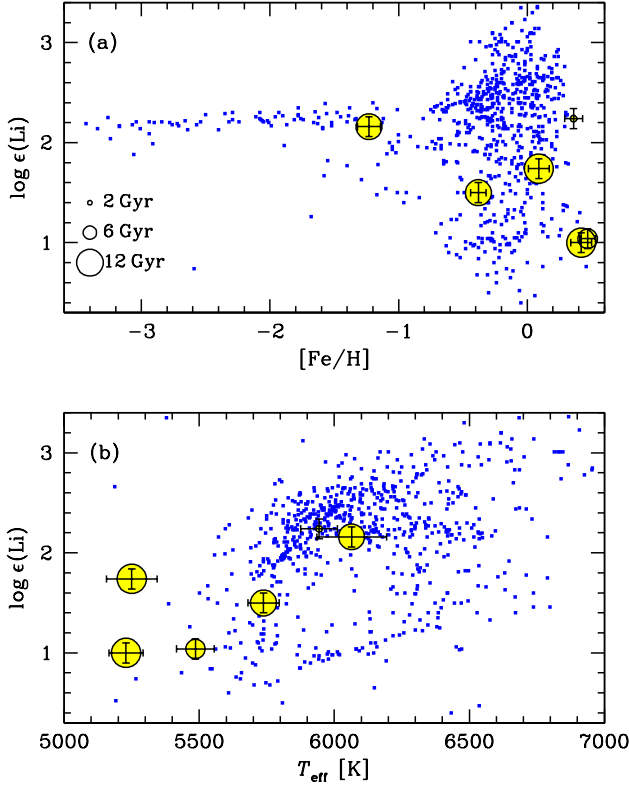 (a)
3
2
1
log ε(Li)
2 Gyr
6 Gyr
12 Gyr
−3 −2 −1 0
[Fe/H]
(b)
3
2
1
log ε(Li)
5000 5500 6000 6500 7000
Teff [K]